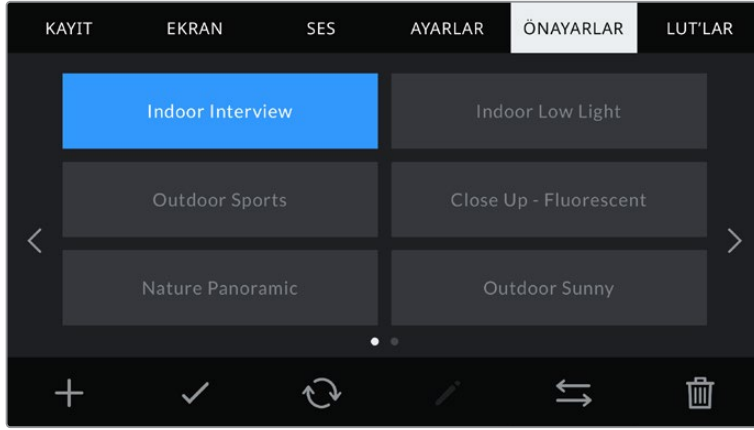 KAYIT EKRAN SES AYARLAR ÖNAYARLAR LUT'LAR
Indoor Interview Indoor Low Light
Outdoor Sports Close Up - Fluorescent
Nature Panoramic Outdoor Sunny